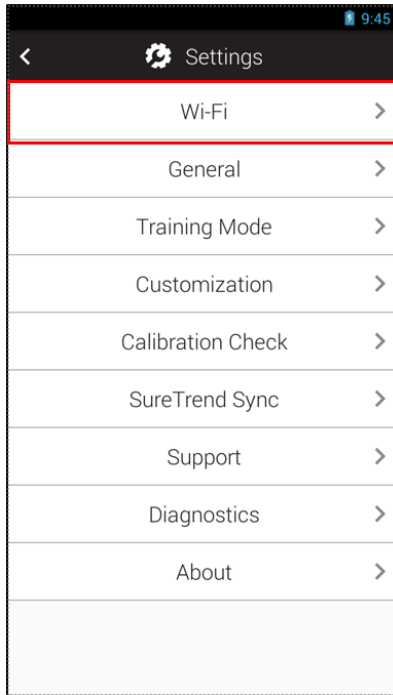 9:45
Settings
Wi-Fi
General
Training Mode
Customization
Calibration Check
SureTrend Sync
Support
Diagnostics
About